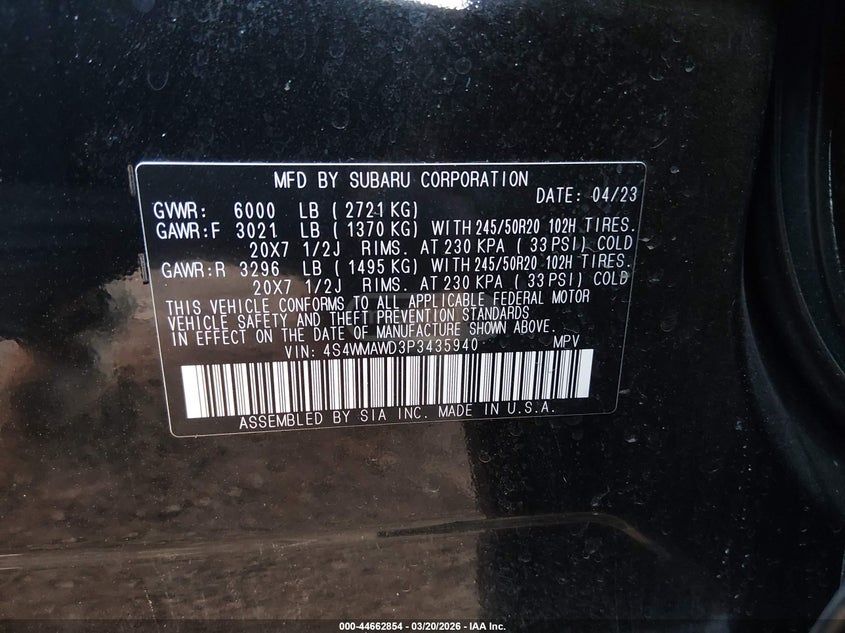 MFD BY SUBARU CORPORATION
DATE: 04/23
GVWR: 6000 LB ( 2721 KG)
GAWR:F 3021 LB ( 1370 KG) WITH 245/50R20 102H TIRES.
20X7 1/2J RIMS. AT 230 KPA ( 33 PSI) COLD
GAWR:R 3296 LB ( 1495 KG) WITH 245/50R20 102H TIRES.
20X7 1/2J RIMS. AT 230 KPA ( 33 PSI) COLD
THIS VEHICLE CONFORMS TO ALL APPLICABLE FEDERAL MOTOR
VEHICLE SAFETY AND THEFT PREVENTION STANDARDS
IN EFFECT ON THE DATE OF MANUFACTURE SHOWN ABOVE.
VIN: 4S4WMAWD3P3435940 MPV
ASSEMBLED BY SIA INC. MADE IN U.S.A.
000-44662854 - 03/20/2026 - IAA Inc.